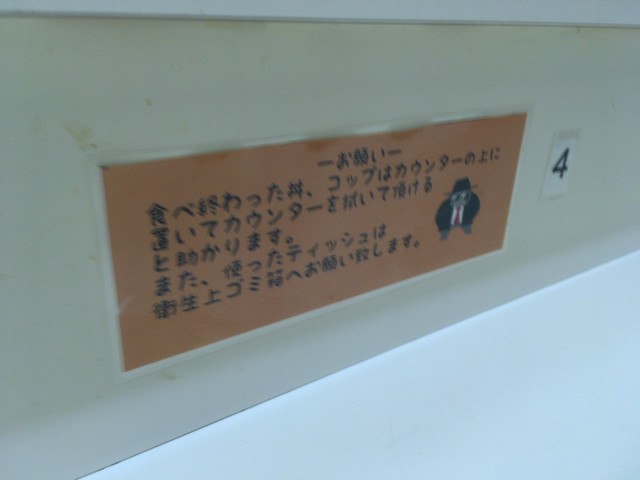 ーお願いー
食べ終わった丼、コップはカウンターの上に
置いてカウンターを拭いて頂ける
と助かります。
また、使ったティッシュは
衛生上ゴミ箱へお願い致します。
4